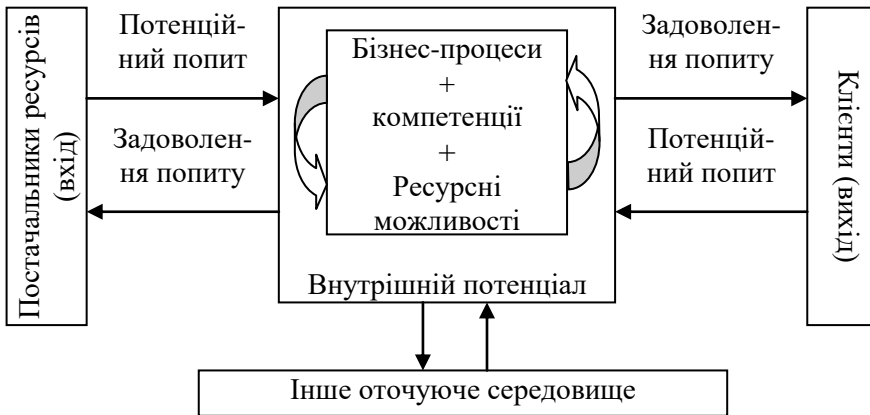 Постачальники ресурсів
(вхід)
Потенцій-
ний попит
Задоволен-
ня попиту
Бізнес-процеси
+
компетенції
+
Ресурсні
можливості
Внутрішній потенціал
Задоволен-
ня попиту
Потенцій-
ний попит
Клієнти (вихід)
Інше оточуюче середовище